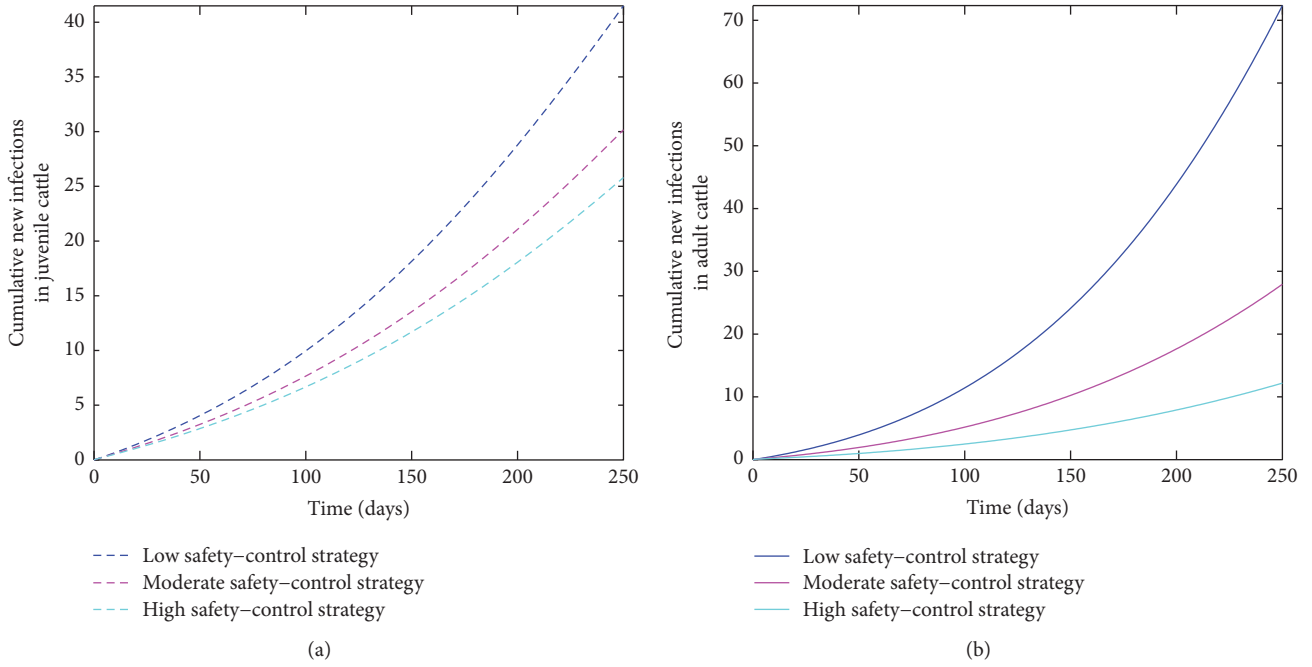 40
35
30
25
20
15
10
5
0
Cumulative new infections
in juvenile cattle
0 50 100 150 200 250
Time (days)
Low safety−control strategy
Moderate safety−control strategy
High safety−control strategy
(a)
70
60
50
40
30
20
10
0
Cumulative new infections
in adult cattle
0 50 100 150 200 250
Time (days)
Low safety−control strategy
Moderate safety−control strategy
High safety−control strategy
(b)